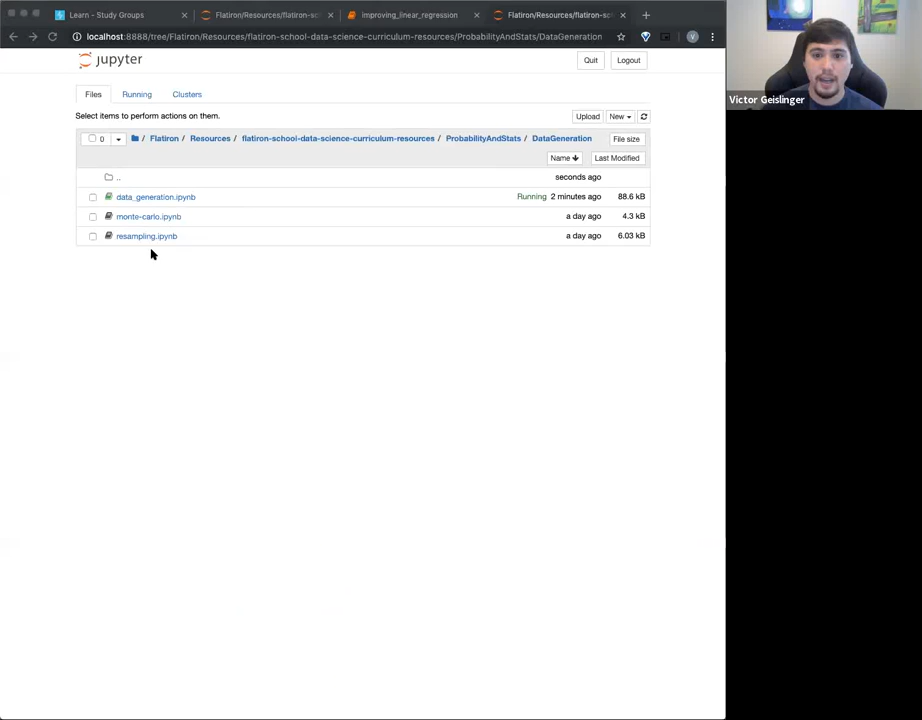 Learn - Study Groups
Flatiron/Resources/flatiron-sc
improving_linear_regression
Flatiron/Resources/flatiron-sc
localhost:8888/tree/Flatiron/Resources/flatiron-school-data-science-curriculum-resources/ProbabilityAndStats/DataGeneration
V
jupyter
Quit
Logout
Files
Running
Clusters
Select items to perform actions on them.
Upload
New
0
/ Flatiron / Resources / flatiron-school-data-science-curriculum-resources / ProbabilityAndStats / DataGeneration
File size
Name
Last Modified
..
seconds ago
data_generation.ipynb
Running 2 minutes ago 88.6 kB
monte-carlo.ipynb
a day ago 4.3 kB
resampling.ipynb
a day ago 6.03 kB
Victor Geislinger